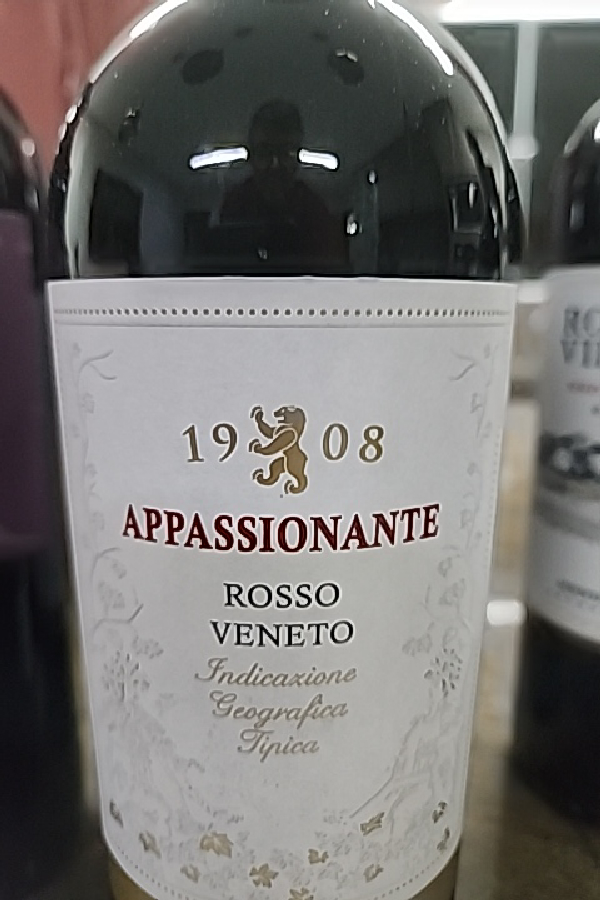 1908
APPASSIONANTE
ROSSO
VENETO
Indicazione
Geografica
Tipica